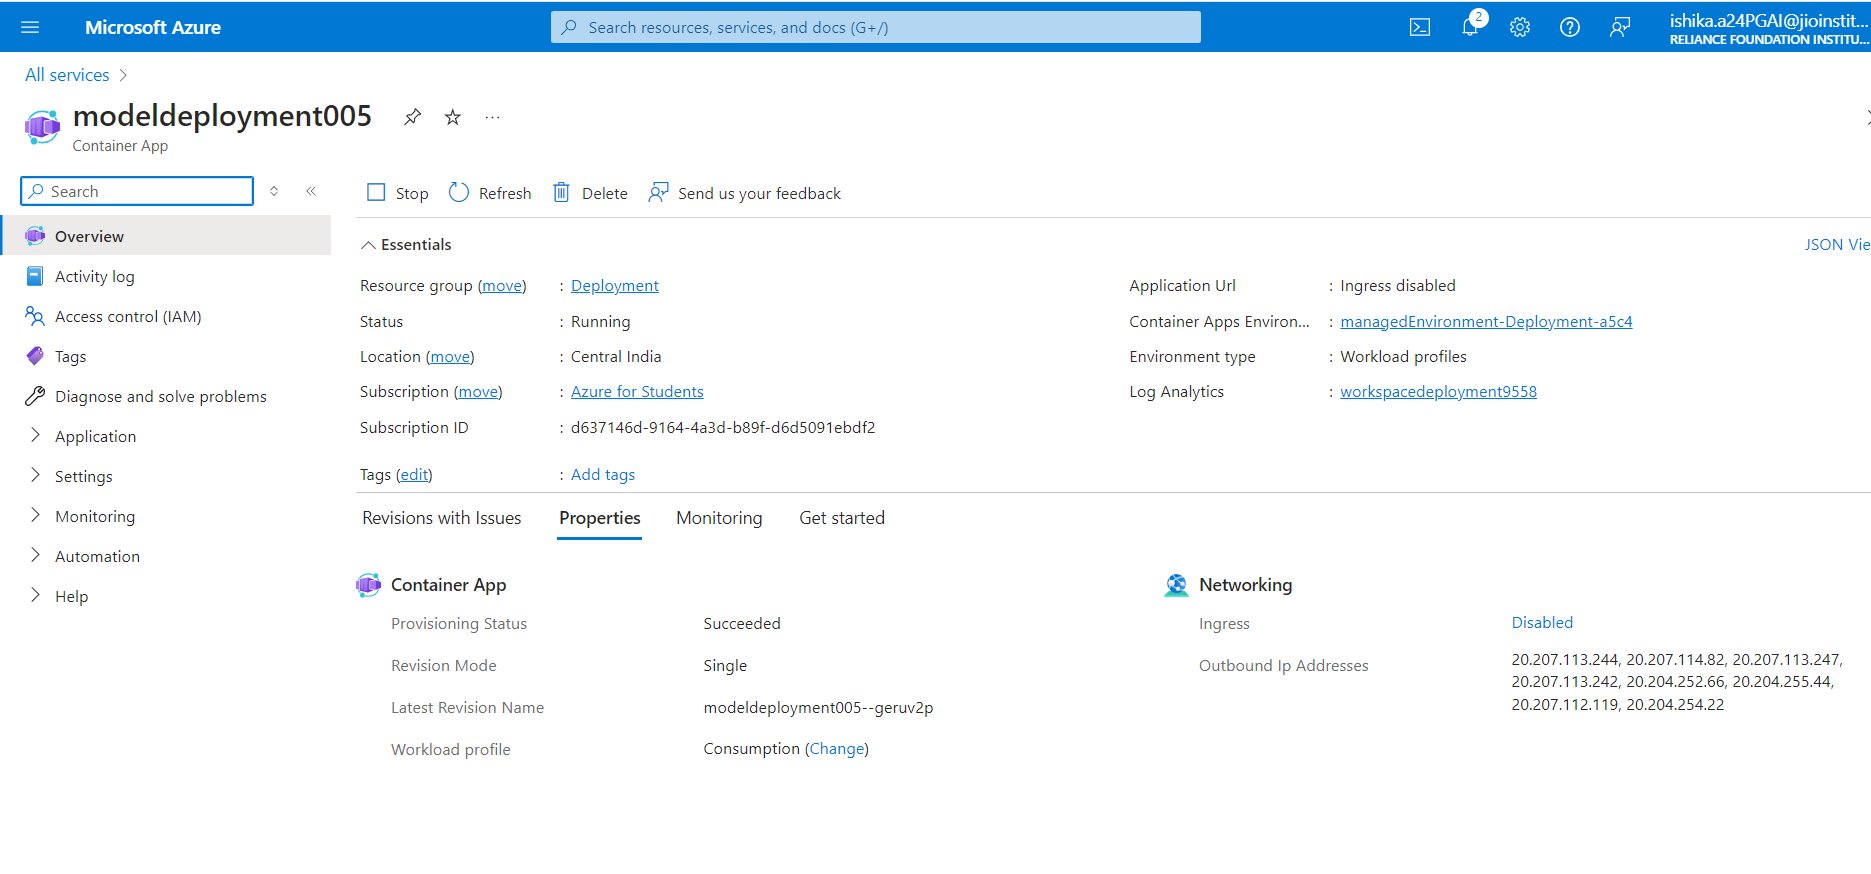 Microsoft Azure
Search resources, services, and docs (G+/)
2
ishika.a24PGAI@jioinstit...
RELIANCE FOUNDATION INSTITU...
All services
modeldeployment005
...
Container App
Search
Stop
Refresh
Delete
Send us your feedback
Overview
Activity log
Access control (IAM)
Tags
Diagnose and solve problems
Application
Settings
Monitoring
Automation
Help
Essentials
JSON Vie
Resource group (move) : Deployment
Status : Running
Location (move) : Central India
Subscription (move) : Azure for Students
Subscription ID : d637146d-9164-4a3d-b89f-d6d5091ebdf2
Tags (edit) : Add tags
Application Url : Ingress disabled
Container Apps Environ... : managedEnvironment-Deployment-a5c4
Environment type : Workload profiles
Log Analytics : workspacedeployment9558
Revisions with Issues Properties Monitoring Get started
Container App
Provisioning Status Succeeded
Revision Mode Single
Latest Revision Name modeldeployment005--geruv2p
Workload profile Consumption (Change)
Networking
Ingress Disabled
Outbound Ip Addresses 20.207.113.244, 20.207.114.82, 20.207.113.247,
20.207.113.242, 20.204.252.66, 20.204.255.44,
20.207.112.119, 20.204.254.22